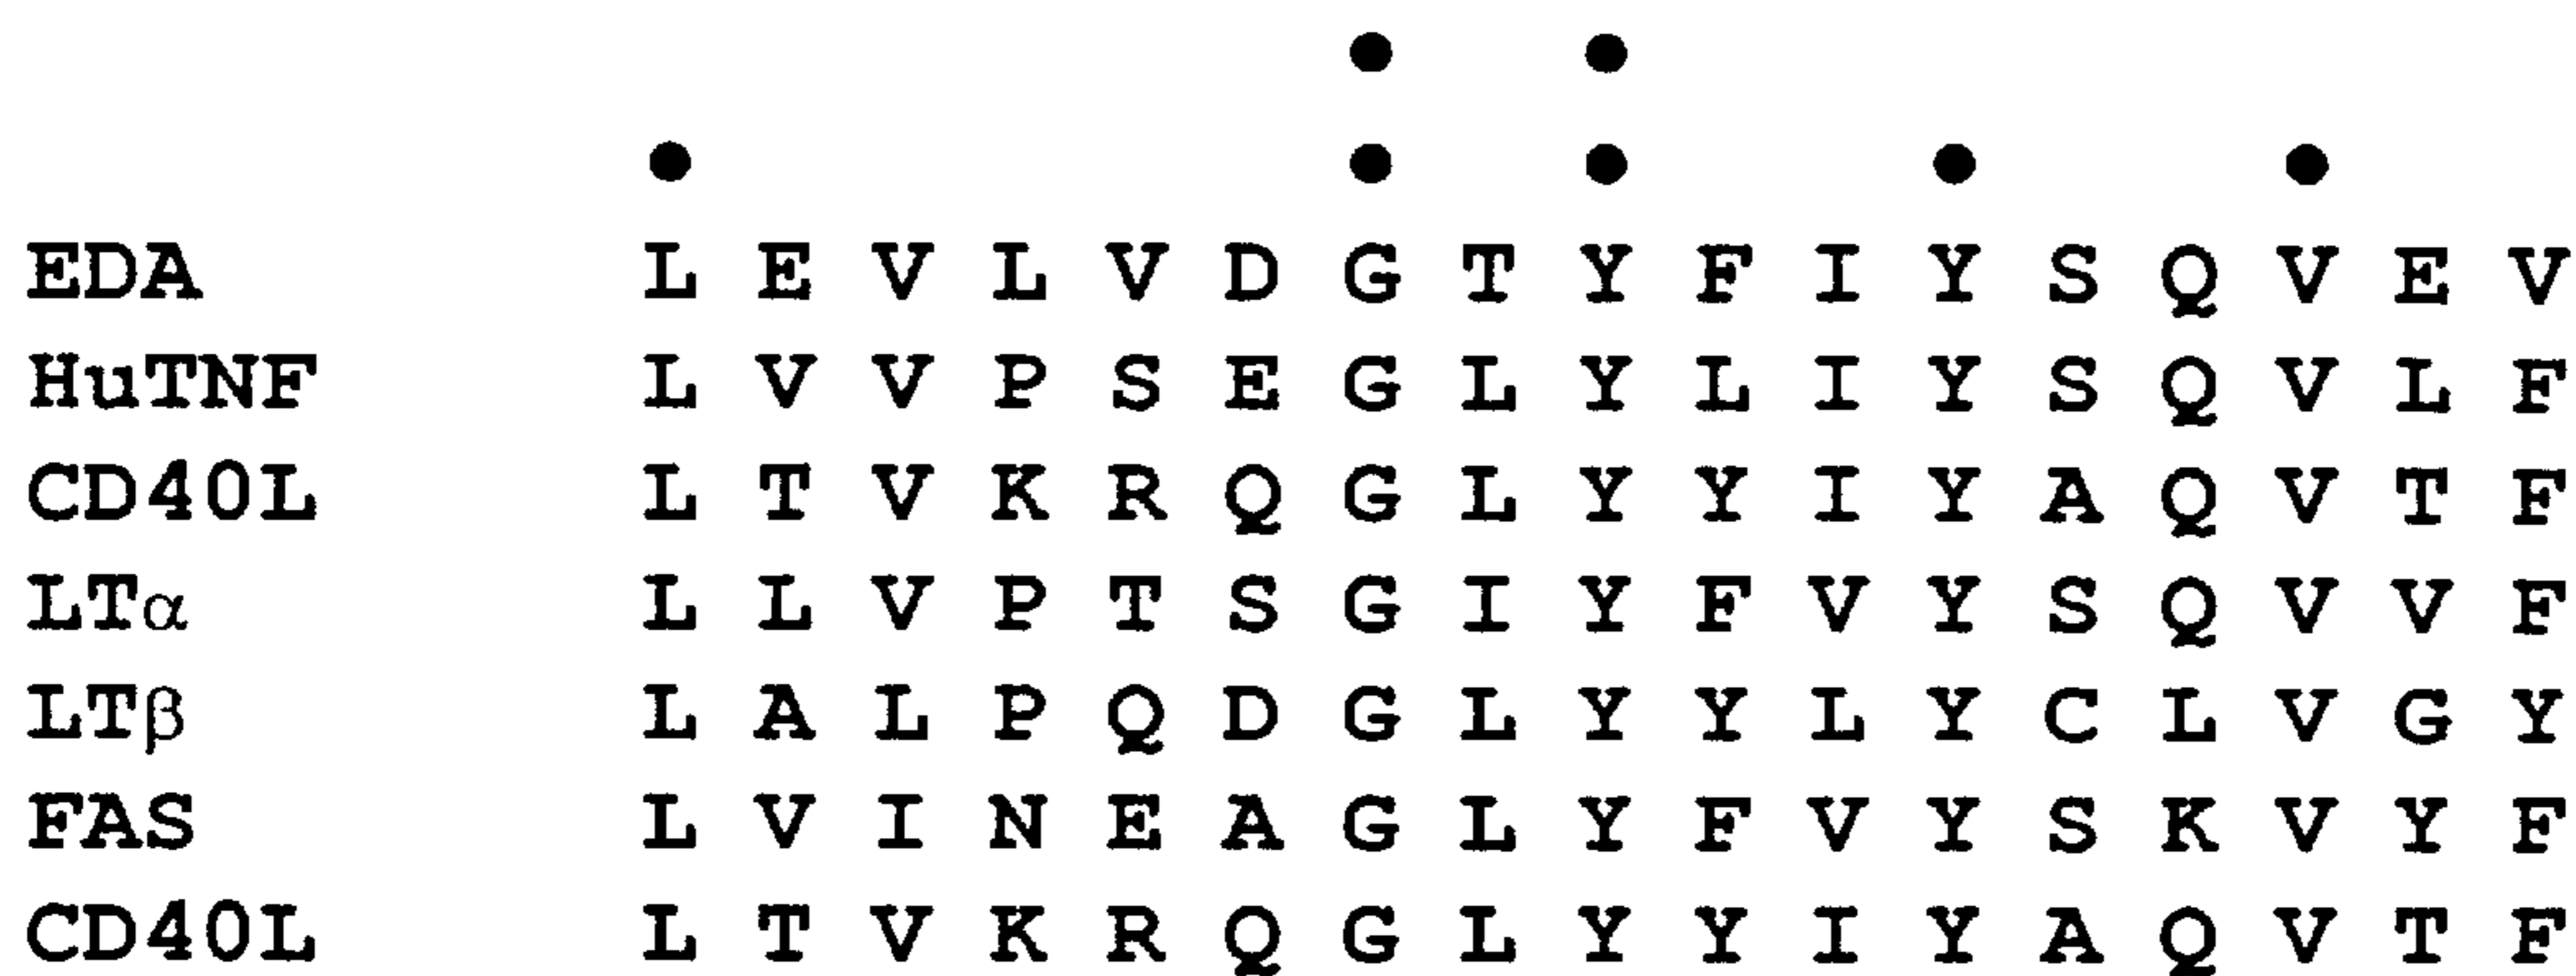 ● ●
● ● ● ● ●
EDA L E V L V D G T Y F I Y S Q V E V
HuTNF L V V P S E G L Y L I Y S Q V L F
CD40L L T V K R Q G L Y Y I Y A Q V T F
LTα L L V P T S G I Y F V Y S Q V V F
LTβ L A L P Q D G L Y Y L Y C L V G Y
FAS L V I N E A G L Y F V Y S K V Y F
CD40L L T V K R Q G L Y Y I Y A Q V T F